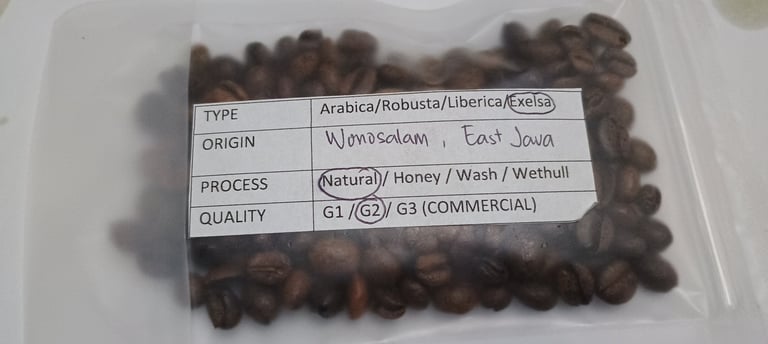 TYPE Arabica/Robusta/Liberica/Exelsa
ORIGIN Wonosalam, East Java
PROCESS Natural / Honey / Wash / Wethull
QUALITY G1 / G2 / G3 (COMMERCIAL)